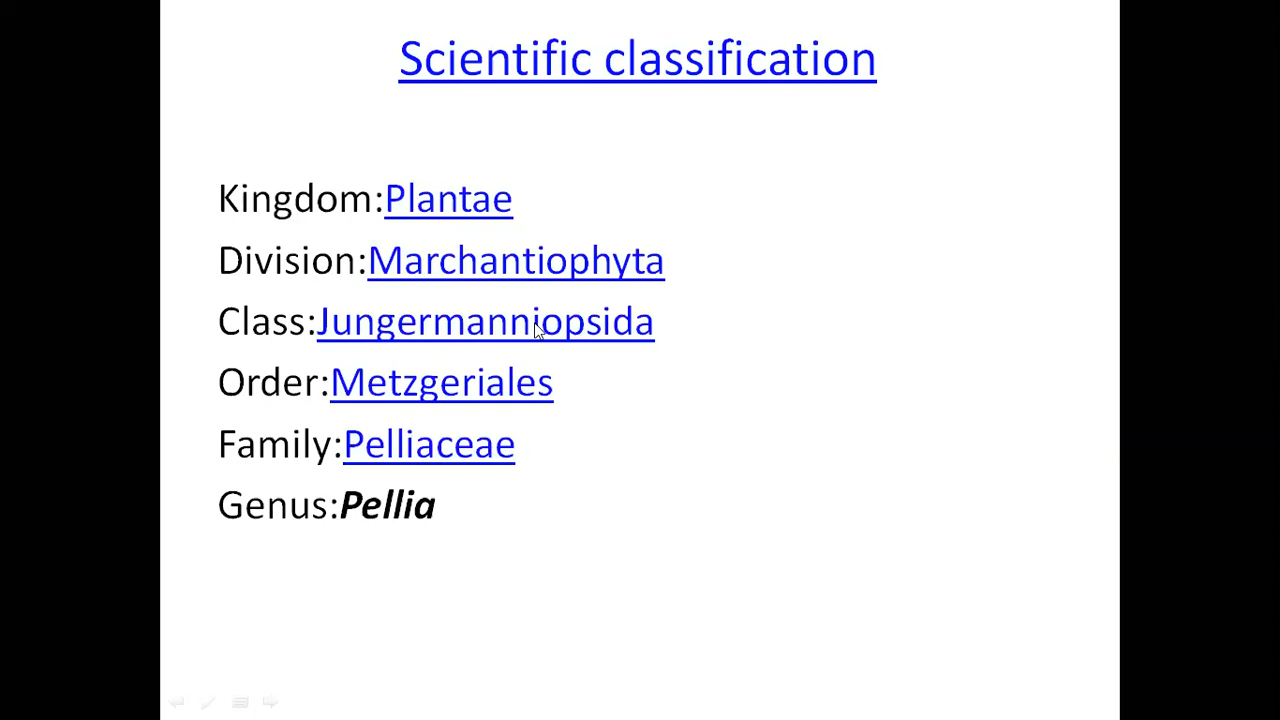 Scientific classification
Kingdom:Plantae
Division:Marchantiophyta
Class:Jungermanniopsida
Order:Metzgeriales
Family:Pelliaceae
Genus:Pellia